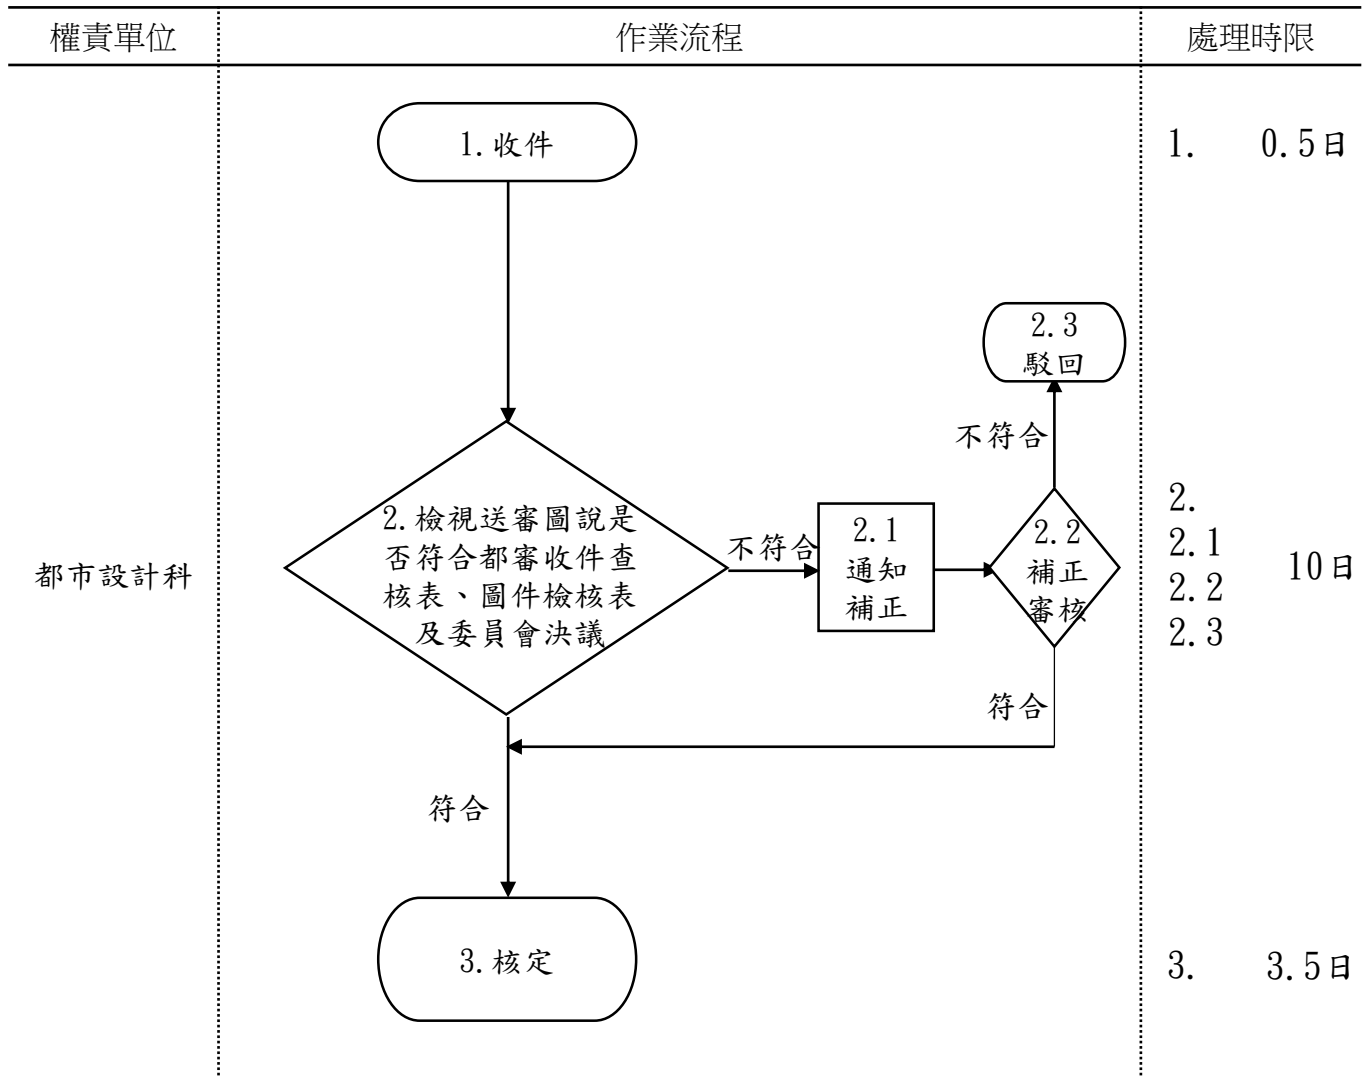 權責單位
作業流程
處理時限
1.收件
1. 0.5日
2.3
駁回
不符合
2.檢視送審圖說是
否符合都審收件查
核表、圖件檢核表
及委員會決議
不符合
2.1
通知
補正
2.2
補正
審核
都市設計科
2.
2.1
2.2
2.3
10日
符合
符合
3.核定
3. 3.5日